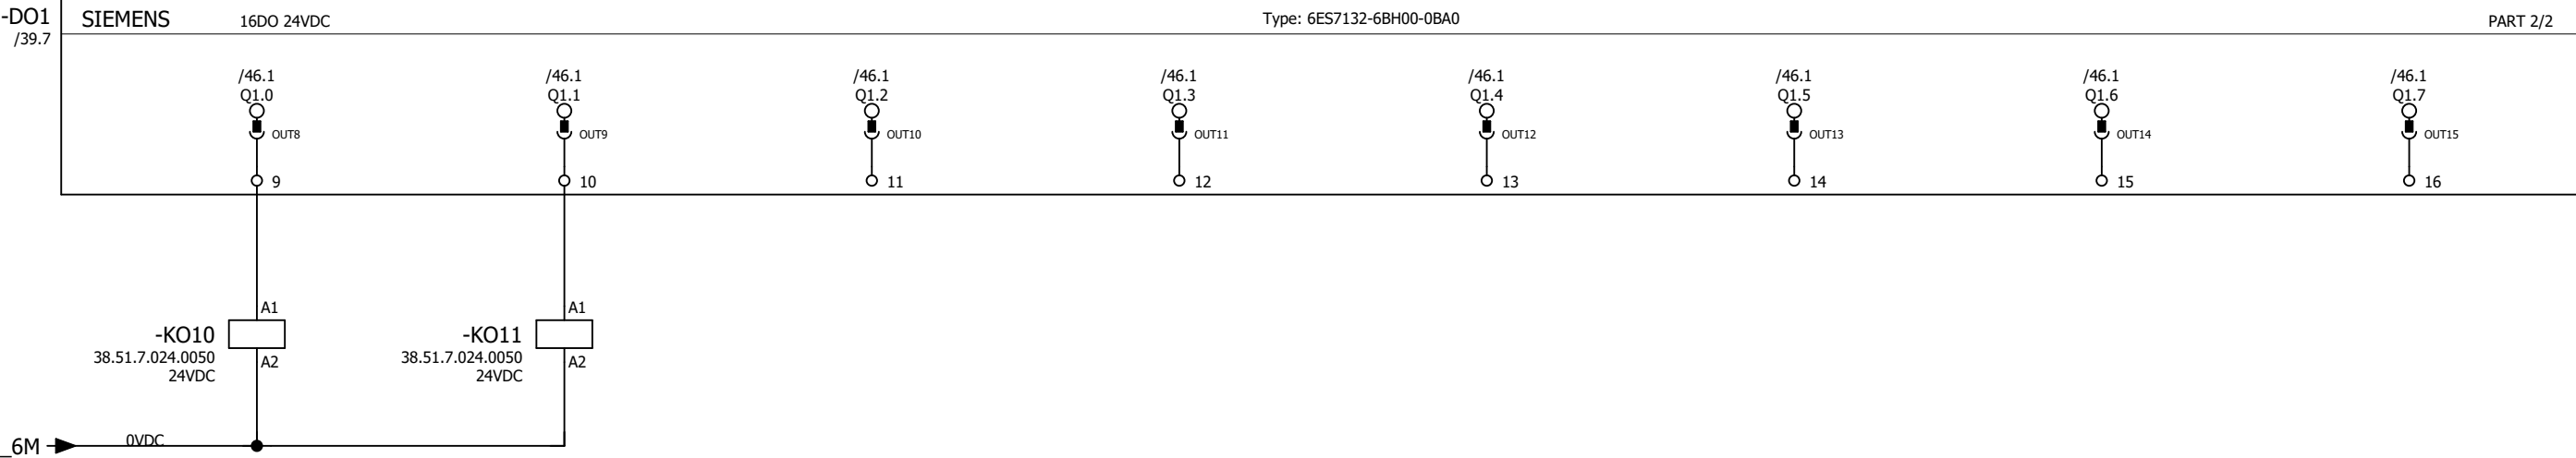 -DO1 SIEMENS 16DO 24VDC Type: 6ES7132-6BH00-0BA0 PART 2/2
/39.7
/46.1 /46.1 /46.1 /46.1 /46.1 /46.1 /46.1 /46.1
Q1.0 Q1.1 Q1.2 Q1.3 Q1.4 Q1.5 Q1.6 Q1.7
OUT8 OUT9 OUT10 OUT11 OUT12 OUT13 OUT14 OUT15
9 10 11 12 13 14 15 16
A1 A1
-KO10 -KO11
38.51.7.024.0050 A2 38.51.7.024.0050 A2
24VDC 24VDC
_6M 0VDC